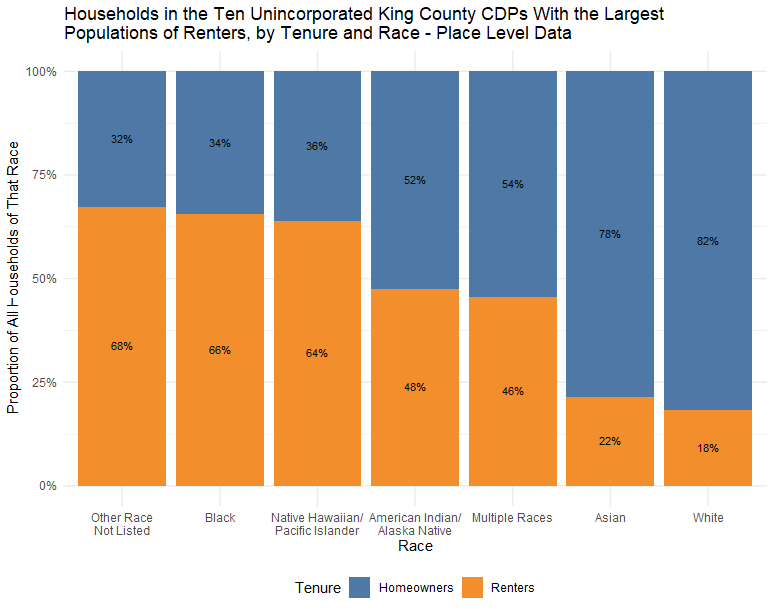 Households in the Ten Unincorporated King County CDPs With the Largest
Populations of Renters, by Tenure and Race - Place Level Data
Proportion of All Households of That Race
100%
75%
50%
25%
0%
32%
34%
36%
52%
54%
78%
82%
68%
66%
64%
48%
46%
22%
18%
Other Race
Not Listed
Black
Native Hawaiian/
Pacific Islander
American Indian/
Alaska Native
Multiple Races
Asian
White
Race
Tenure Homeowners Renters